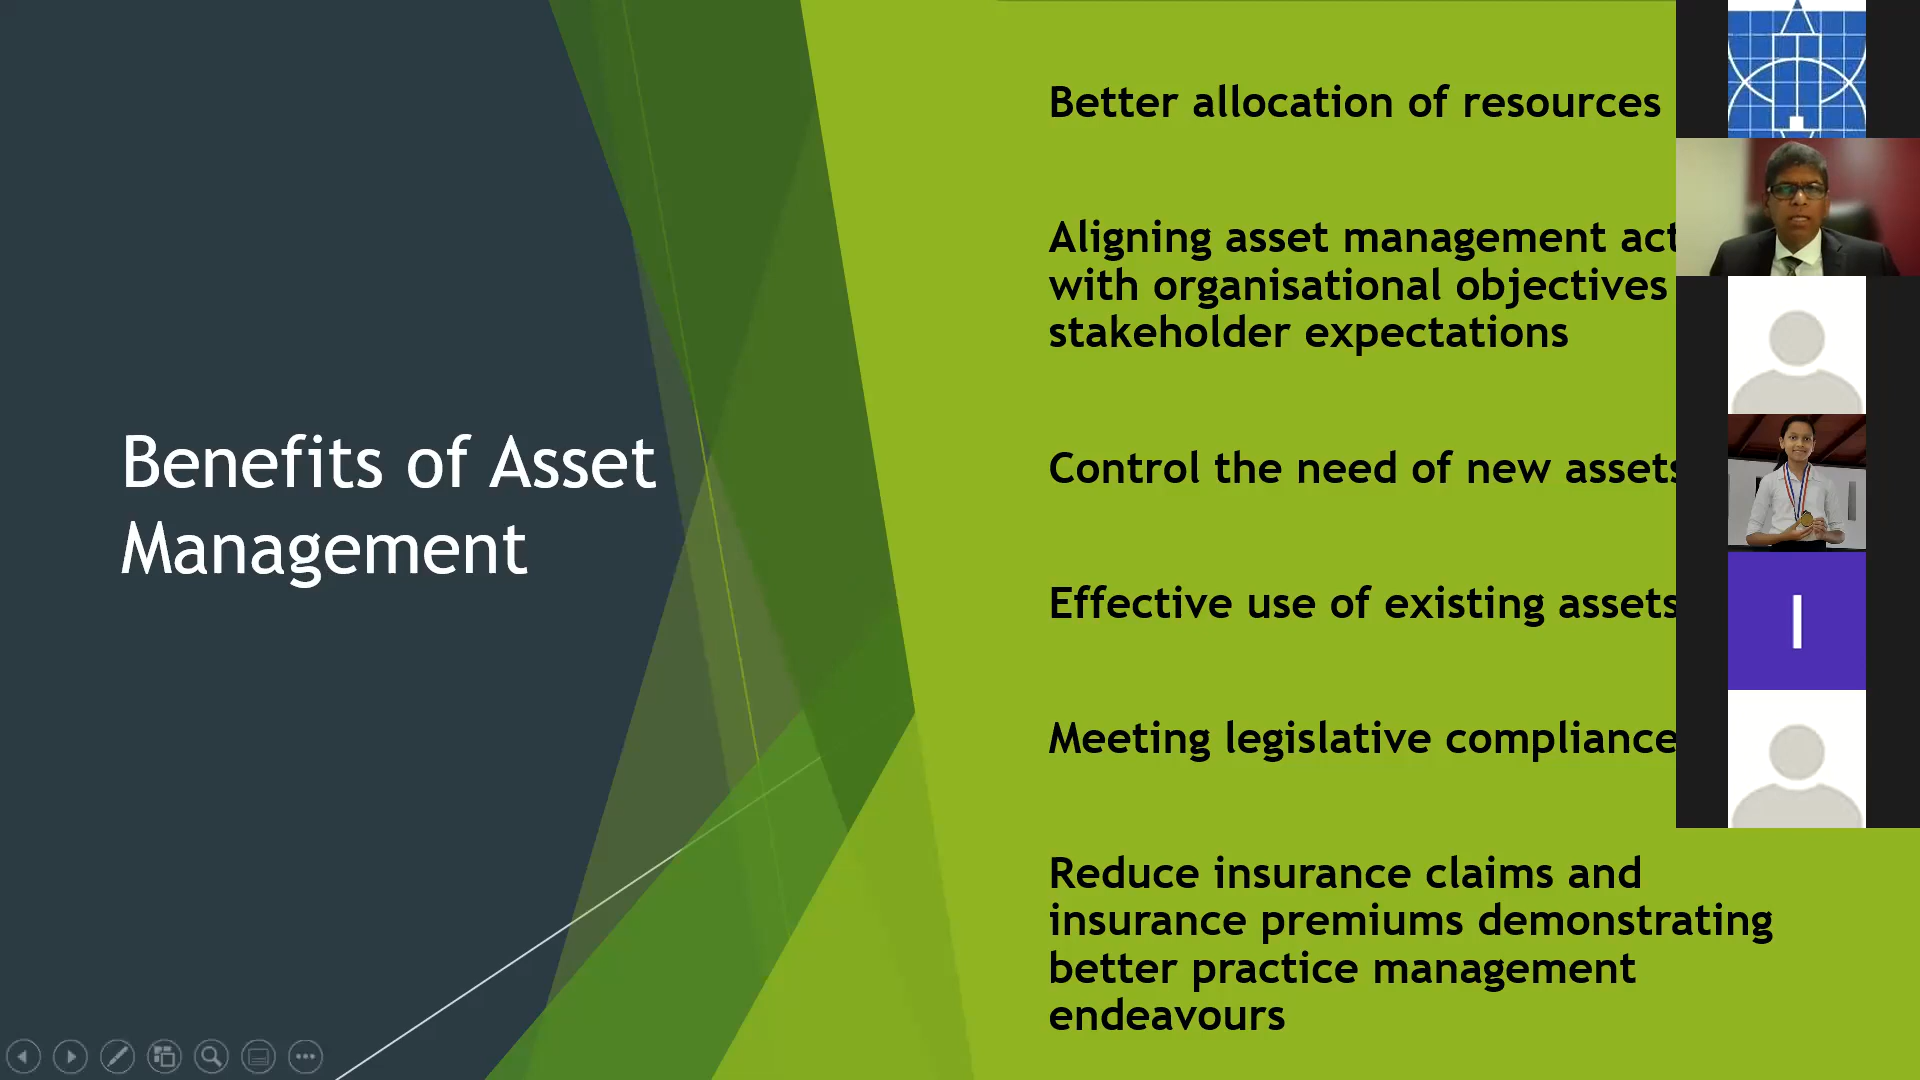 Benefits of Asset
Management
Better allocation of resources
Aligning asset management act
with organisational objectives
stakeholder expectations
Control the need of new assets
Effective use of existing assets
Meeting legislative compliance
Reduce insurance claims and
insurance premiums demonstrating
better practice management
endeavours
I